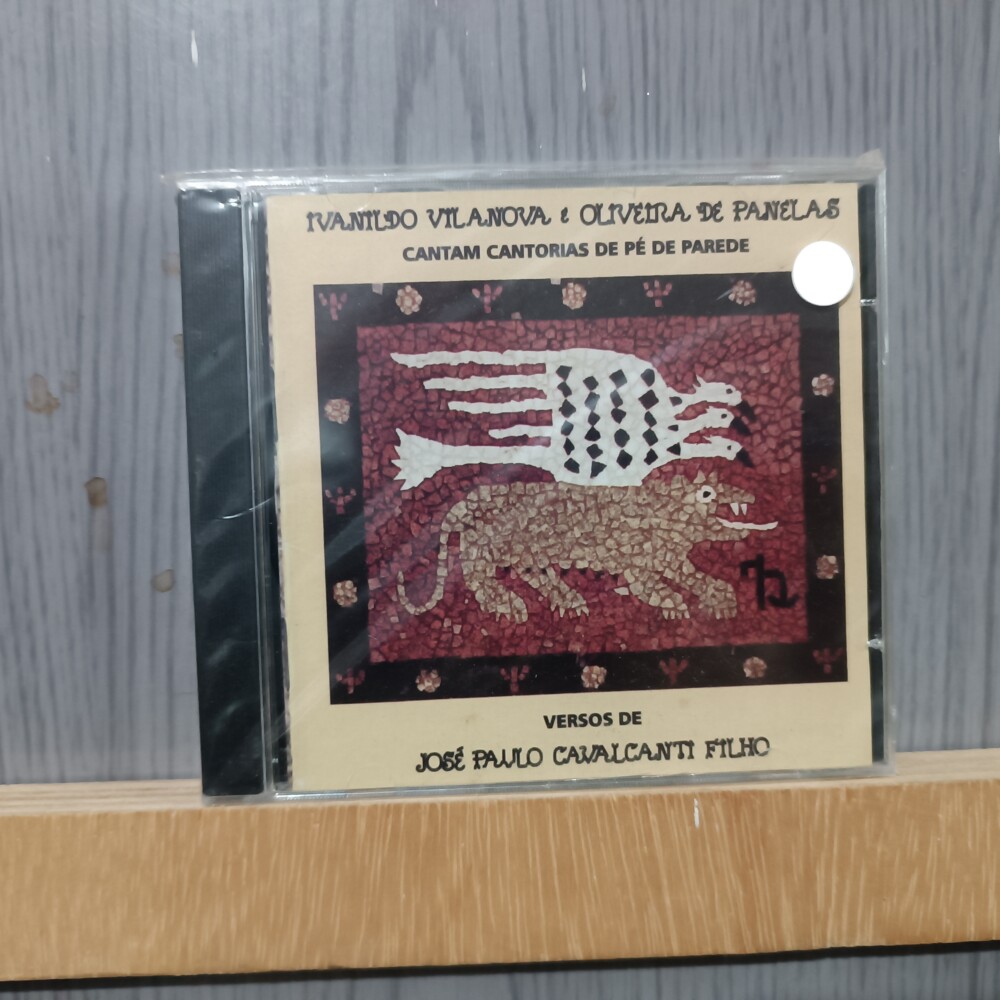 IVANILDO VILANOVA e OLIVEIRA DE PANELAS
CANTAM CANTORIAS DE PÉ DE PAREDE
VERSOS DE
JOSÉ PAULO CAVALCANTI FILHO